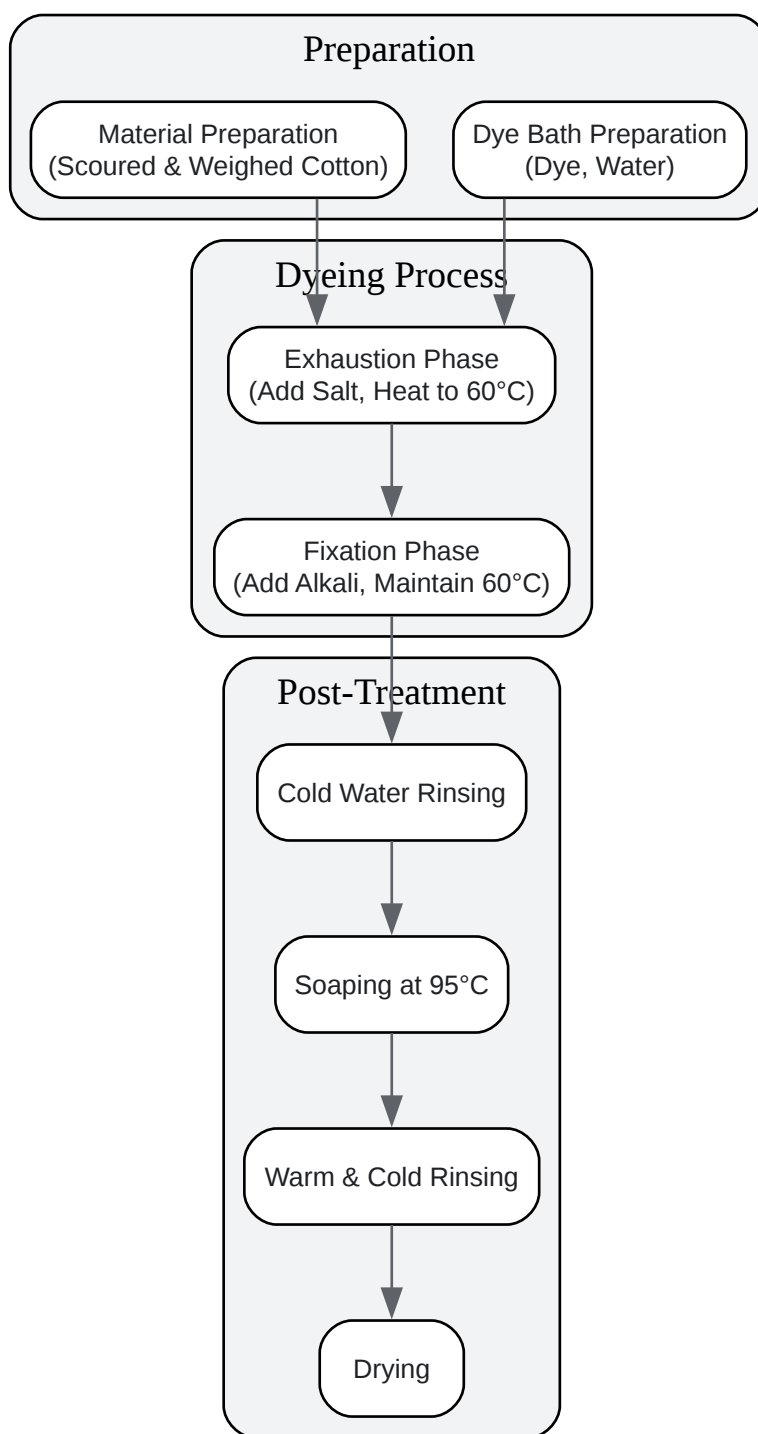 Preparation
Material Preparation
(Scoured & Weighed Cotton)
Dye Bath Preparation
(Dye, Water)
Dyeing Process
Exhaustion Phase
(Add Salt, Heat to 60°C)
Fixation Phase
(Add Alkali, Maintain 60°C)
Post-Treatment
Cold Water Rinsing
Soaping at 95°C
Warm & Cold Rinsing
Drying